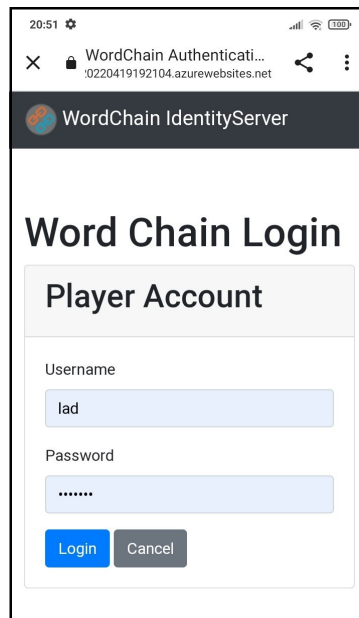 20:51
100
WordChain Authenticati...
:0220419192104.azurewebsites.net
WordChain IdentityServer
Word Chain Login
Player Account
Username
lad
Password
•••••••
Login Cancel